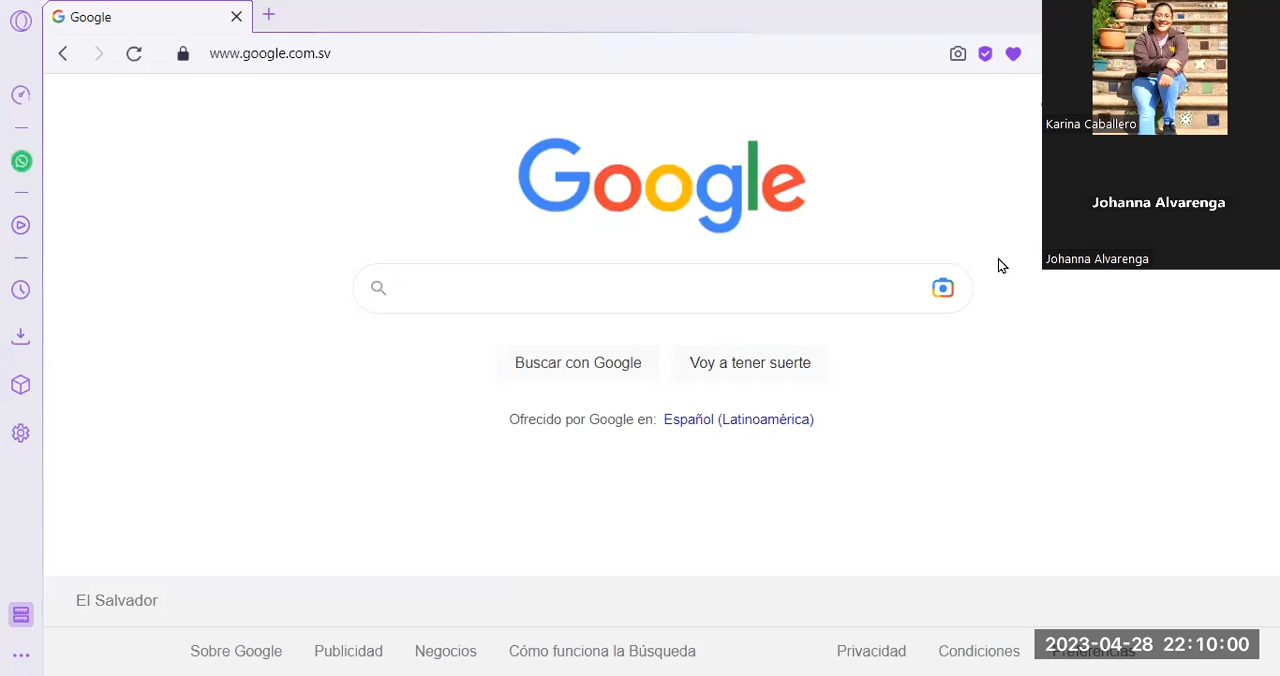 Google
www.google.com.sv
Google
Buscar con Google
Voy a tener suerte
Ofrecido por Google en: Español (Latinoamérica)
El Salvador
Sobre Google
Publicidad
Negocios
Cómo funciona la Búsqueda
Privacidad
Condiciones
Preferencias
Karina Caballero
Johanna Alvarenga
Johanna Alvarenga
2023-04-28 22:10:00